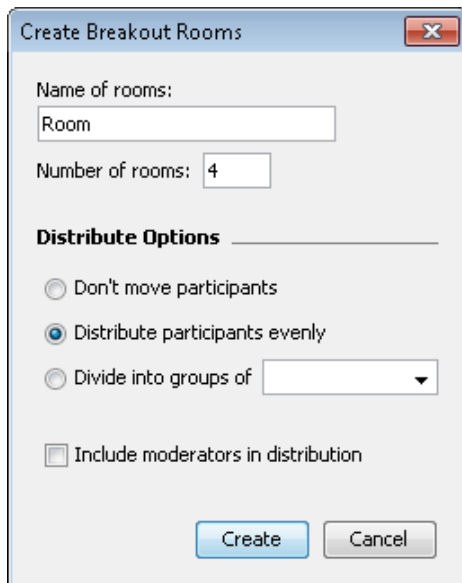 Create Breakout Rooms
Name of rooms:
Room
Number of rooms: 4
Distribute Options
Don't move participants
Distribute participants evenly
Divide into groups of
Include moderators in distribution
Create Cancel